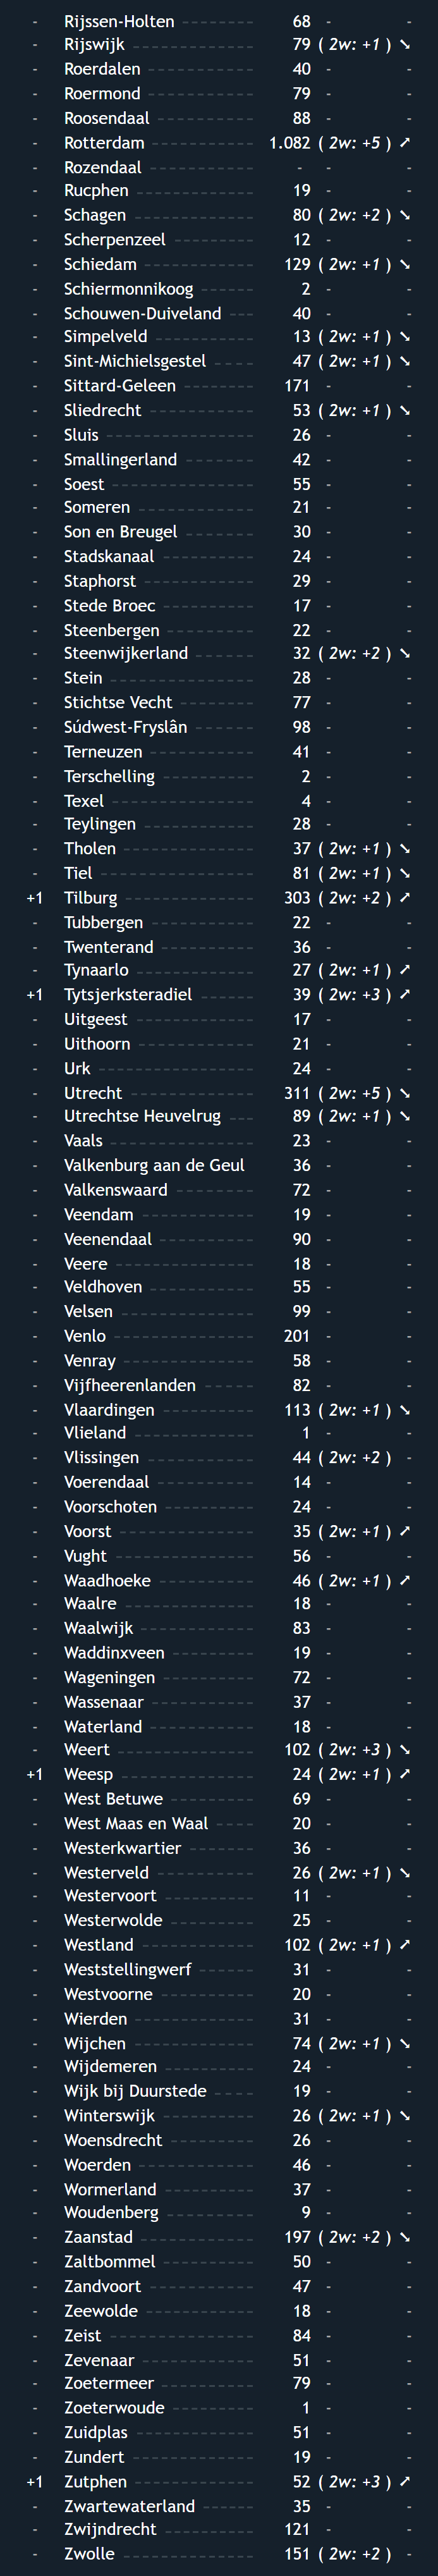 - Rijssen-Holten 68 - -
- Rijswijk 79 ( 2w: +1 ) ➘
- Roerdalen 40 - -
- Roermond 79 - -
- Roosendaal 88 - -
- Rotterdam 1.082 ( 2w: +5 ) ➚
- Rozendaal - - -
- Rucphen 19 - -
- Schagen 80 ( 2w: +2 ) ➘
- Scherpenzeel 12 - -
- Schiedam 129 ( 2w: +1 ) ➘
- Schiermonnikoog 2 - -
- Schouwen-Duiveland 40 - -
- Simpelveld 13 ( 2w: +1 ) ➘
- Sint-Michielsgestel 47 ( 2w: +1 ) ➘
- Sittard-Geleen 171 - -
- Sliedrecht 53 ( 2w: +1 ) ➘
- Sluis 26 - -
- Smallingerland 42 - -
- Soest 55 - -
- Someren 21 - -
- Son en Breugel 30 - -
- Stadskanaal 24 - -
- Staphorst 29 - -
- Stede Broec 17 - -
- Steenbergen 22 - -
- Steenwijkerland 32 ( 2w: +2 ) ➘
- Stein 28 - -
- Stichtse Vecht 77 - -
- Súdwest-Fryslân 98 - -
- Terneuzen 41 - -
- Terschelling 2 - -
- Texel 4 - -
- Teylingen 28 - -
- Tholen 37 ( 2w: +1 ) ➘
- Tiel 81 ( 2w: +1 ) ➘
+1 Tilburg 303 ( 2w: +2 ) ➚
- Tubbergen 22 - -
- Twenterand 36 - -
- Tynaarlo 27 ( 2w: +1 ) ➚
+1 Tytsjerksteradiel 39 ( 2w: +3 ) ➚
- Uitgeest 17 - -
- Uithoorn 21 - -
- Urk 24 - -
- Utrecht 311 ( 2w: +5 ) ➘
- Utrechtse Heuvelrug 89 ( 2w: +1 ) ➘
- Vaals 23 - -
- Valkenburg aan de Geul 36 - -
- Valkenswaard 72 - -
- Veendam 19 - -
- Veenendaal 90 - -
- Veere 18 - -
- Veldhoven 55 - -
- Velsen 99 - -
- Venlo 201 - -
- Venray 58 - -
- Vijfheerenlanden 82 - -
- Vlaardingen 113 ( 2w: +1 ) ➘
- Vlieland 1 - -
- Vlissingen 44 ( 2w: +2 ) -
- Voerendaal 14 - -
- Voorschoten 24 - -
- Voorst 35 ( 2w: +1 ) ➚
- Vught 56 - -
- Waadhoeke 46 ( 2w: +1 ) ➚
- Waalre 18 - -
- Waalwijk 83 - -
- Waddinxveen 19 - -
- Wageningen 72 - -
- Wassenaar 37 - -
- Waterland 18 - -
- Weert 102 ( 2w: +3 ) ➘
+1 Weesp 24 ( 2w: +1 ) ➚
- West Betuwe 69 - -
- West Maas en Waal 20 - -
- Westerkwartier 36 - -
- Westerveld 26 ( 2w: +1 ) ➘
- Westervoort 11 - -
- Westerwolde 25 - -
- Westland 102 ( 2w: +1 ) ➚
- Weststellingwerf 31 - -
- Westvoorne 20 - -
- Wierden 31 - -
- Wijchen 74 ( 2w: +1 ) ➘
- Wijdemeren 24 - -
- Wijk bij Duurstede 19 - -
- Winterswijk 26 ( 2w: +1 ) ➘
- Woensdrecht 26 - -
- Woerden 46 - -
- Wormerland 37 - -
- Woudenberg 9 - -
- Zaanstad 197 ( 2w: +2 ) ➘
- Zaltbommel 50 - -
- Zandvoort 47 - -
- Zeewolde 18 - -
- Zeist 84 - -
- Zevenaar 51 - -
- Zoetermeer 79 - -
- Zoeterwoude 1 - -
- Zuidplas 51 - -
- Zundert 19 - -
+1 Zutphen 52 ( 2w: +3 ) ➚
- Zwartewaterland 35 - -
- Zwijndrecht 121 - -
- Zwolle 151 ( 2w: +2 ) -